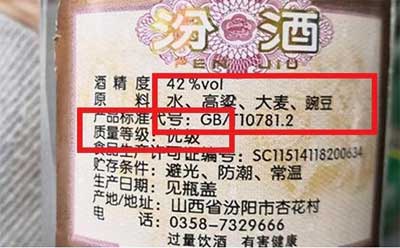 汾 酒
FEN JIU
酒精度 42%vol
原 料 水、高粱、大麦、豌豆
产品标准代号：GB/T10781.2
质量等级：优级
食品生产许可证编号：SC11514118200634
贮存条件：避光、防潮、常温
生产日期：见瓶盖
产地/地址：山西省汾阳市杏花村
电 话：0358-7329666
过量饮酒 有害健康